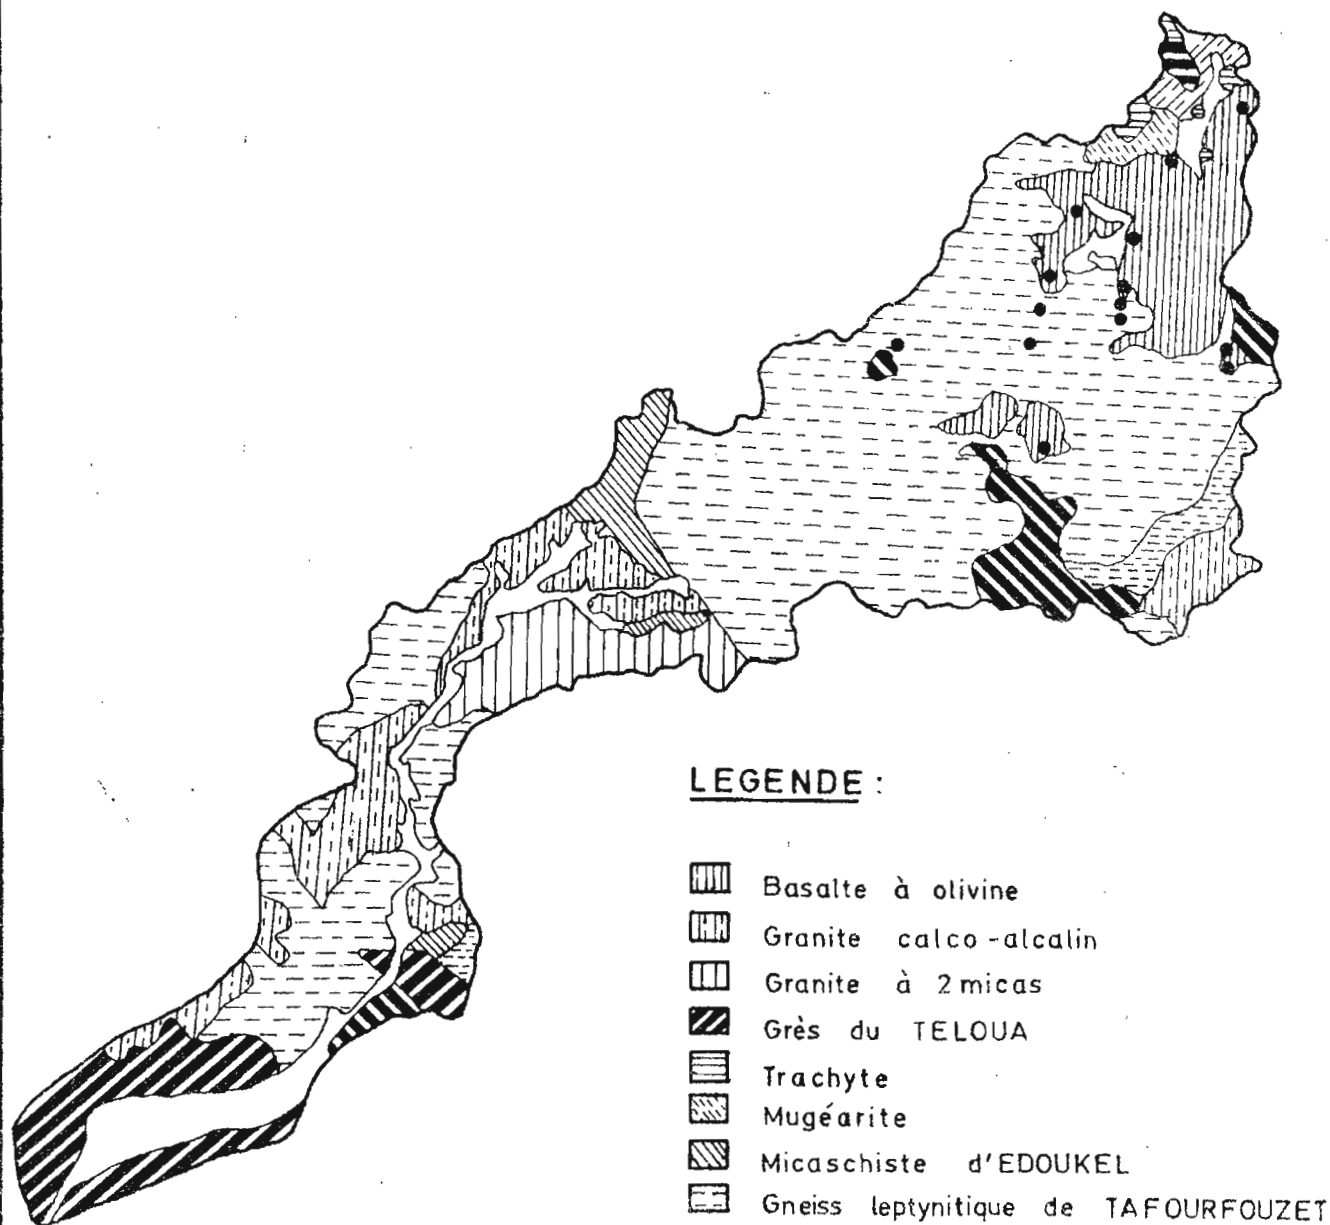 LEGENDE :
Basalte à olivine
Granite calco-alcalin
Granite à 2 micas
Grès du TELOUA
Trachyte
Mugéarite
Micaschiste d'EDOUKEL
Gneiss leptynitique de TAFOURFOUZET